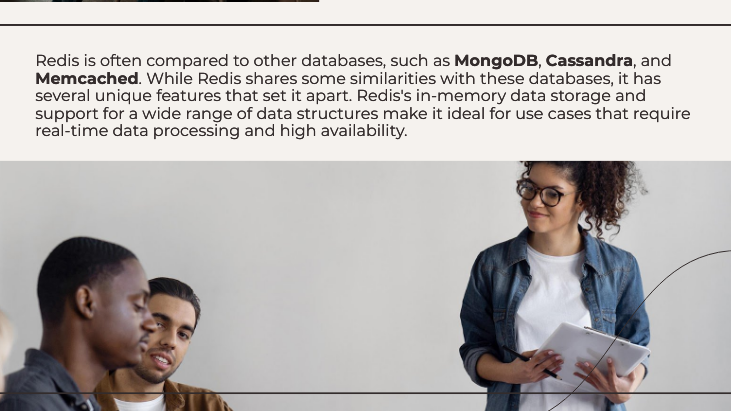 Redis is often compared to other databases, such as MongoDB, Cassandra, and
Memcached. While Redis shares some similarities with these databases, it has
several unique features that set it apart. Redis's in-memory data storage and
support for a wide range of data structures make it ideal for use cases that require
real-time data processing and high availability.